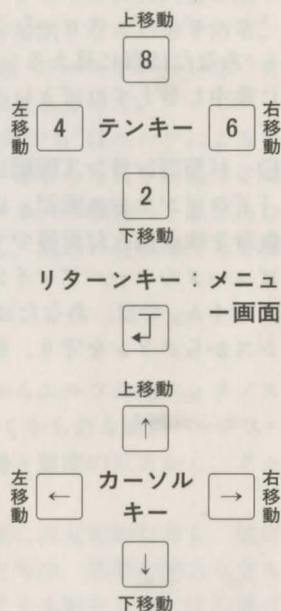 上移動
8
左移動 4 テンキー 6 右移動
2
下移動
リターンキー：メニュ
ー画面
上移動
↑
左移動 ← カーソル → 右移動
キー
↓
下移動